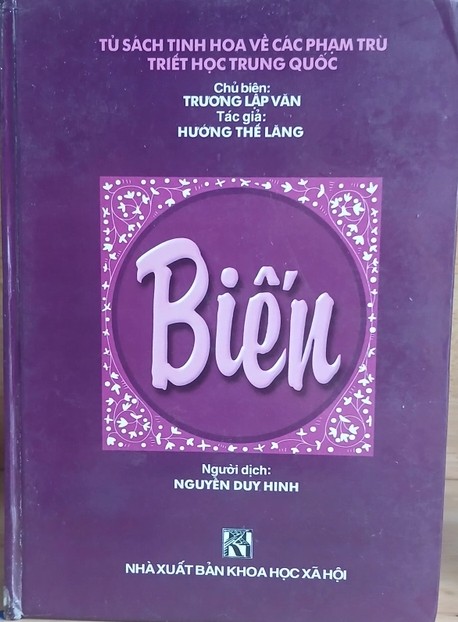 TỦ SÁCH TINH HOA VỀ CÁC PHẠM TRÙ
TRIẾT HỌC TRUNG QUỐC
Chủ biên:
TRƯƠNG LẬP VĂN
Tác giả:
HƯỚNG THẾ LĂNG
Biến
Người dịch:
NGUYỄN DUY HINH
NHÀ XUẤT BẢN KHOA HỌC XÃ HỘI